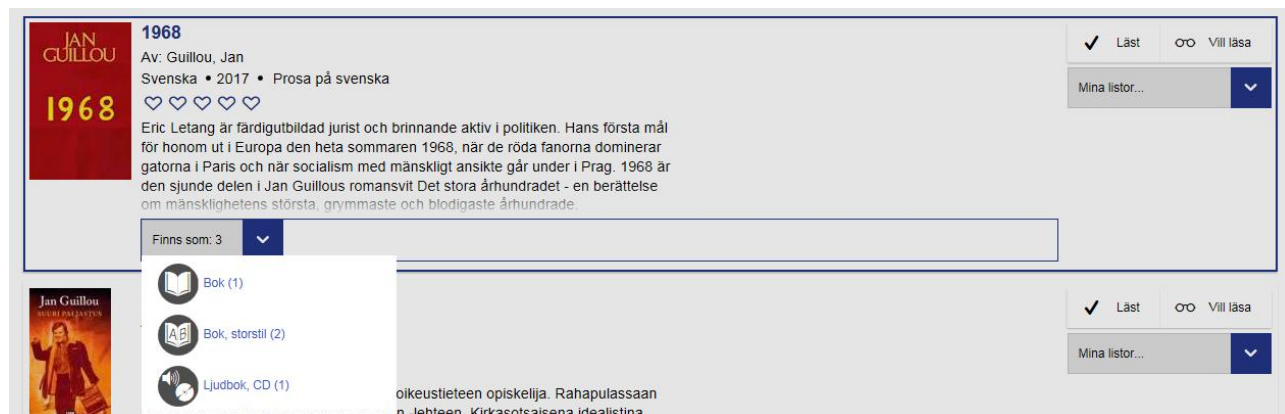 JAN
GUILLOU
1968
1968
Av: Guillou, Jan
Svenska • 2017 • Prosa på svenska
Eric Letang är färdigutbildad jurist och brinnande aktiv i politiken. Hans första mål
för honom ut i Europa den heta sommaren 1968, när de röda fanorna dominerar
gatorna i Paris och när socialism med mänskligt ansikte går under i Prag. 1968 är
den sjunde delen i Jan Guillous romansvit Det stora århundradet - en berättelse
om mänsklighetens största, grymmaste och blodigaste århundrade.
Läst
Vill läsa
Mina listor...
Finns som: 3
Bok (1)
Bok, storstil (2)
Ljudbok, CD (1)
Jan Guillou
SUURI PALJASTUS
Läst
Vill läsa
Mina listor...
oikeustieteen opiskelija. Rahapulassaan
Jehteen. Kirkasotsaisena idealistina